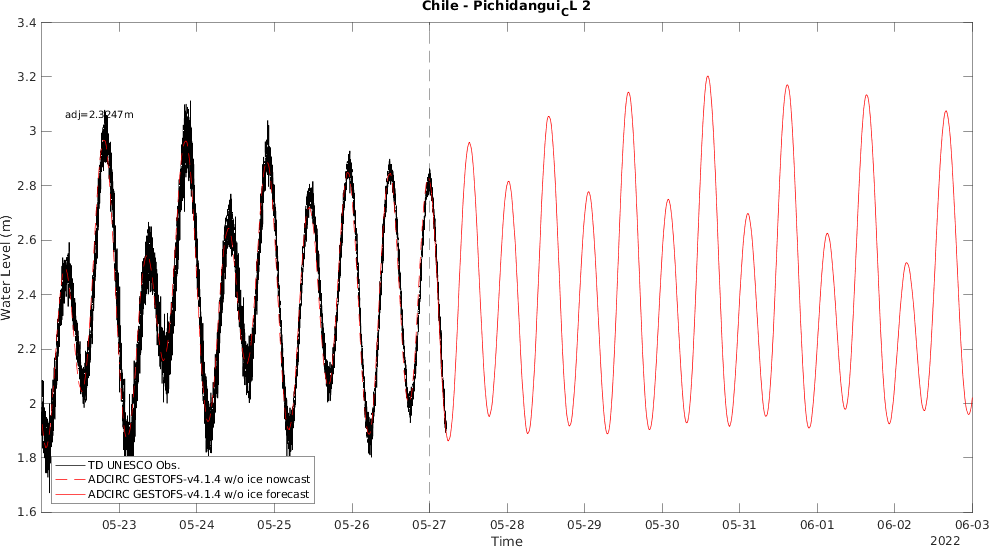 Chile - Pichidangui_CL 2
3.4
3.2
3
2.8
2.6
2.4
2.2
2
1.8
1.6
Water Level (m)
adj=2.3247m
TD UNESCO Obs.
ADCIRC GESTOFS-v4.1.4 w/o ice nowcast
ADCIRC GESTOFS-v4.1.4 w/o ice forecast
05-23 05-24 05-25 05-26 05-27 05-28 05-29 05-30 05-31 06-01 06-02 06-03
Time
2022